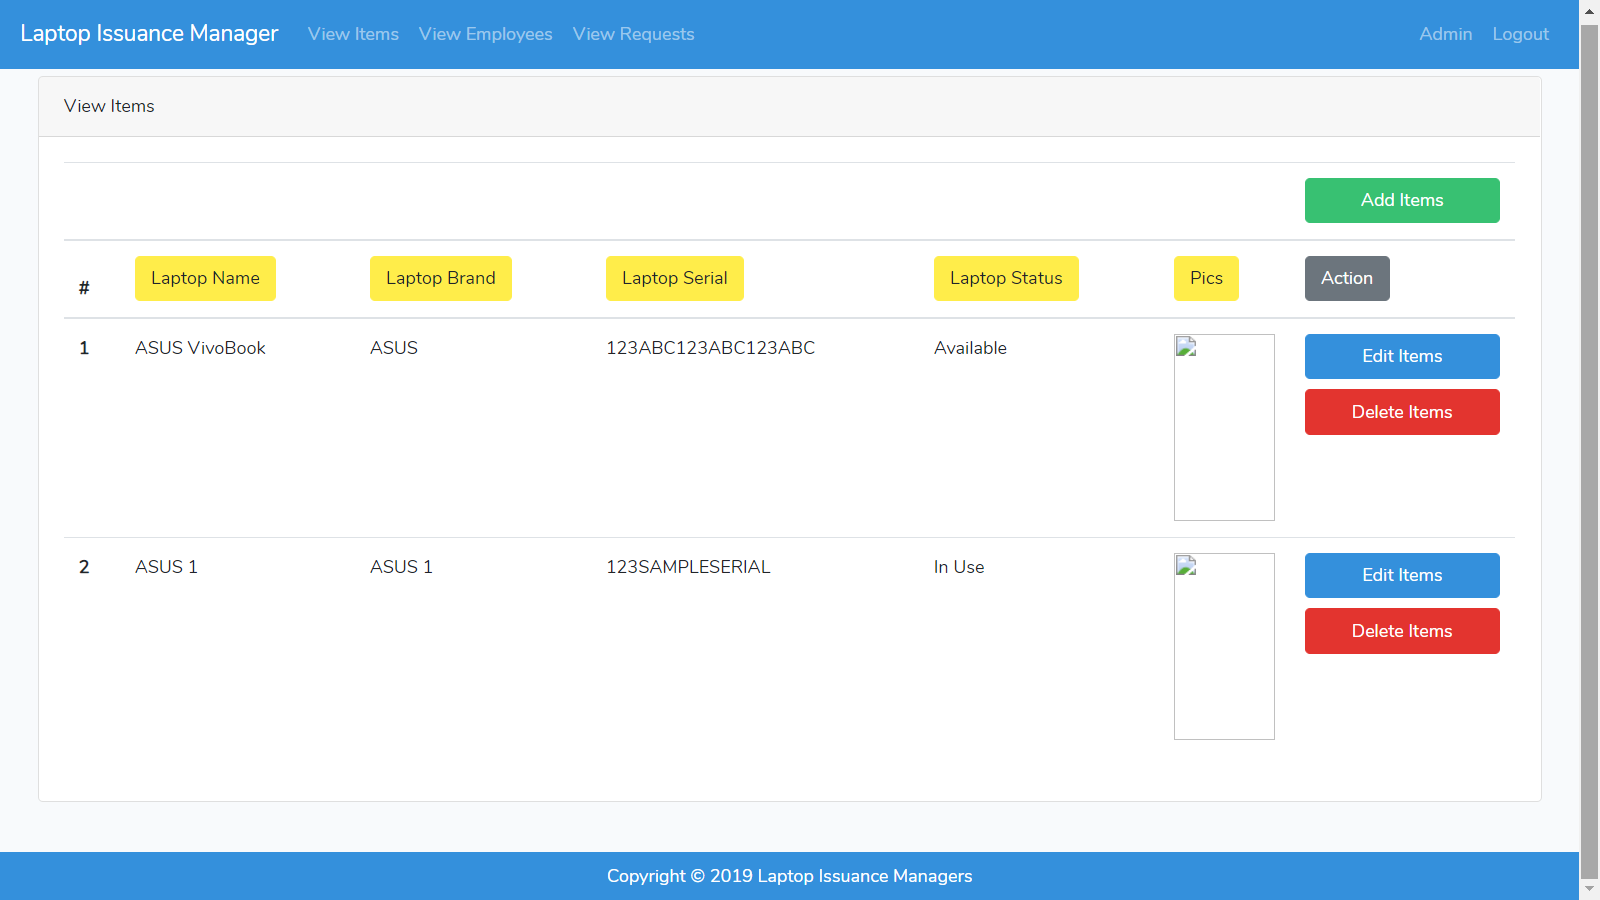 Laptop Issuance Manager View Items View Employees View Requests Admin Logout
View Items
Add Items
# Laptop Name Laptop Brand Laptop Serial Laptop Status Pics Action
1 ASUS VivoBook ASUS 123ABC123ABC123ABC Available Edit Items
Delete Items
2 ASUS 1 ASUS 1 123SAMPLESERIAL In Use Edit Items
Delete Items
Copyright © 2019 Laptop Issuance Managers